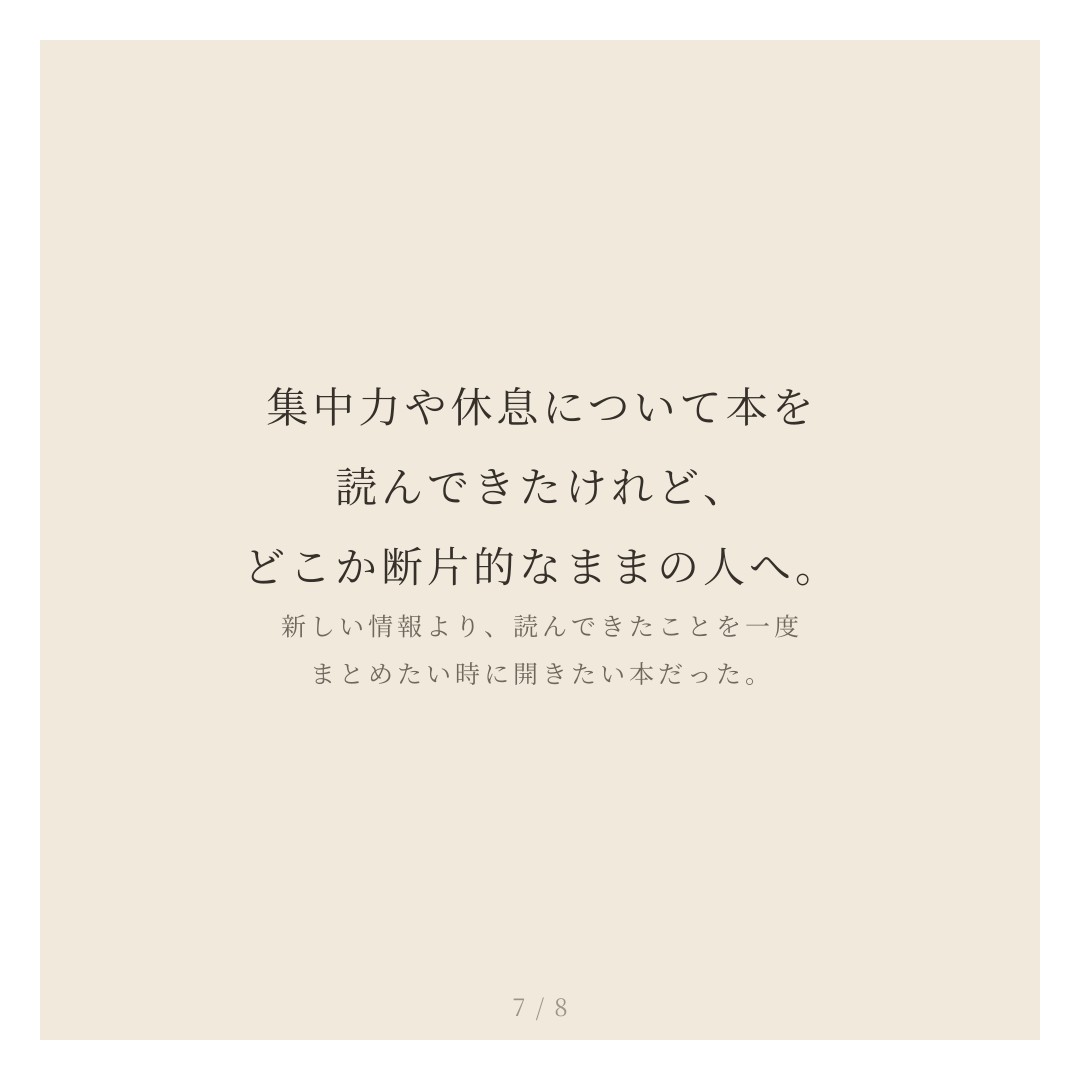 集中力や休息について本を
読んできたけれど、
どこか断片的なままの人へ。
新しい情報より、読んできたことを一度
まとめたい時に開きたい本だった。
7 / 8